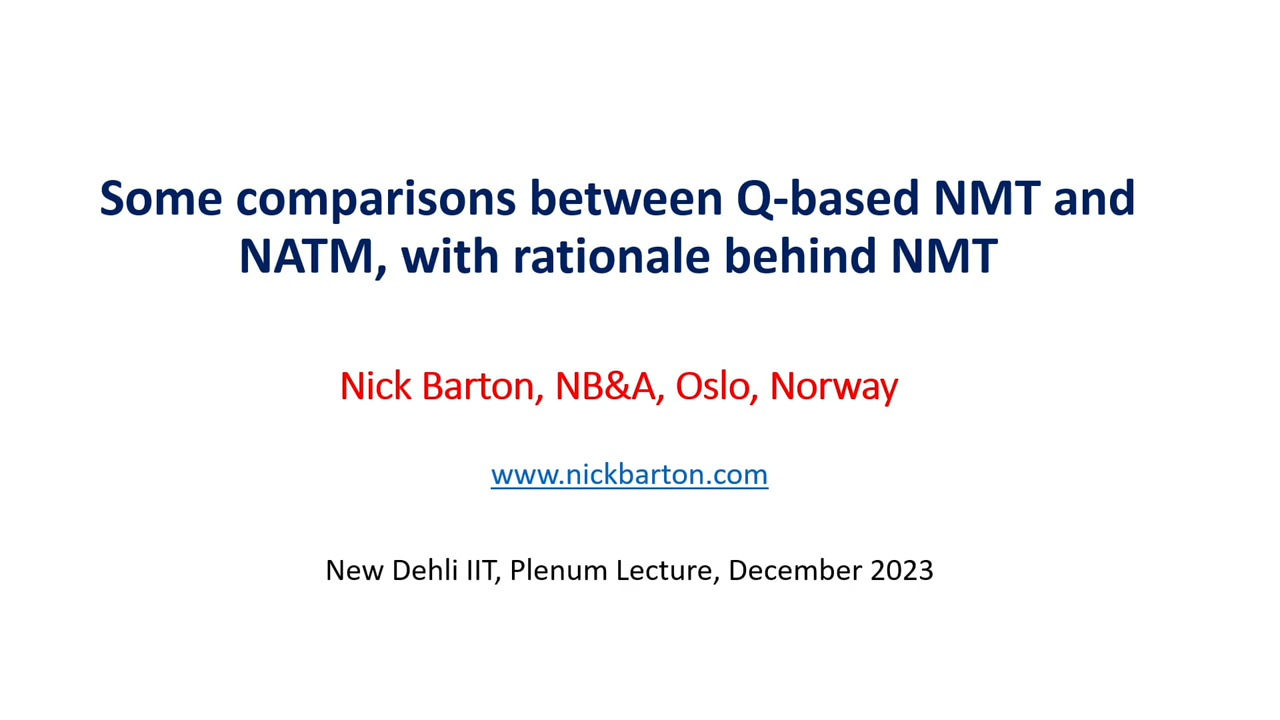 Some comparisons between Q-based NMT and
NATM, with rationale behind NMT
Nick Barton, NB&A, Oslo, Norway
www.nickbarton.com
New Dehli IIT, Plenum Lecture, December 2023